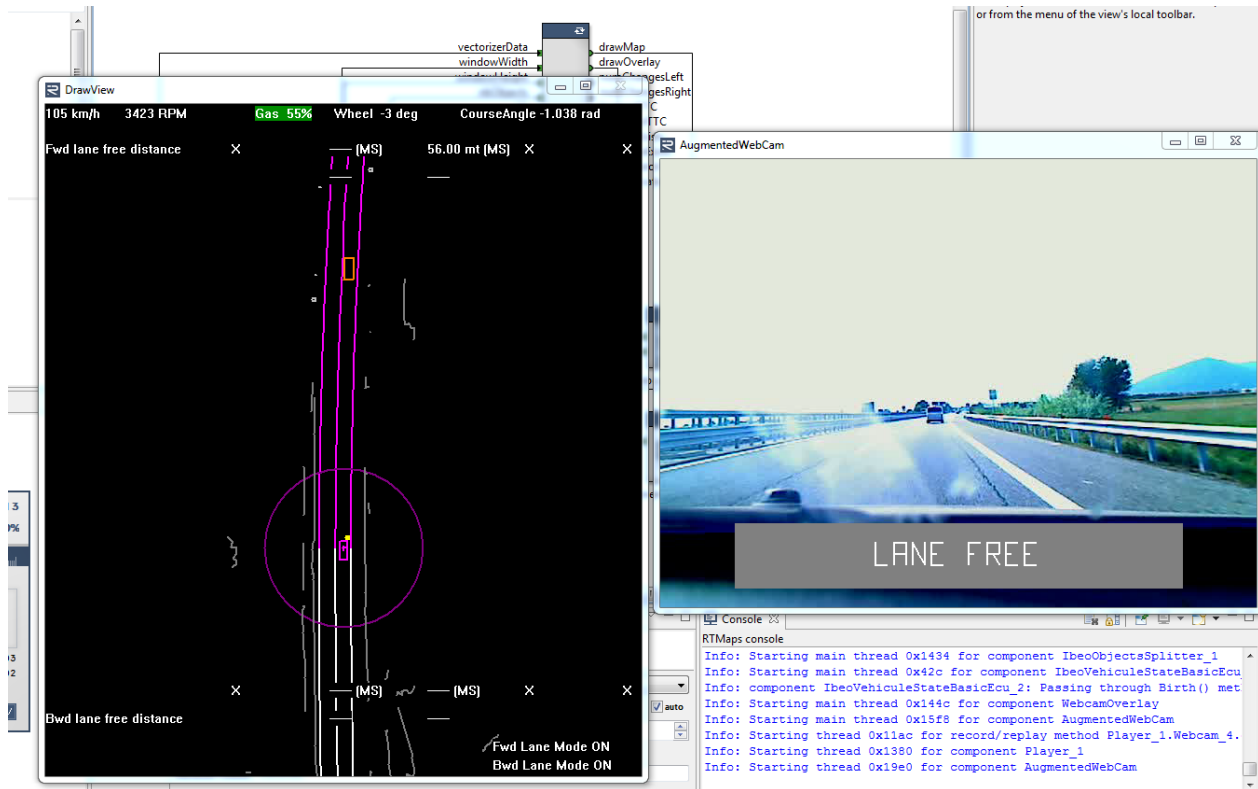 or from the menu of the view's local toolbar.
vectorizerData
drawMap
windowWidth
drawOverlay
DrawView
105 km/h 3423 RPM Gas 55% Wheel -3 deg CourseAngle -1.038 rad
Fwd lane free distance X (MS) 56.00 mt (MS) X X
X (MS) (MS) X X
Bwd lane free distance
Fwd Lane Mode ON
Bwd Lane Mode ON
AugmentedWebCam
LANE FREE
auto
Console
RTMaps console
Info: Starting main thread 0x1434 for component IbeoObjectsSplitter_1
Info: Starting main thread 0x42c for component IbeoVehiculeStateBasicEcu_
Info: component IbeoVehiculeStateBasicEcu_2: Passing through Birth() met
Info: Starting main thread 0x144c for component WebcamOverlay
Info: Starting main thread 0x15f8 for component AugmentedWebCam
Info: Starting thread 0x11ac for record/replay method Player_1.Webcam_4.
Info: Starting thread 0x1380 for component Player_1
Info: Starting thread 0x19e0 for component AugmentedWebCam